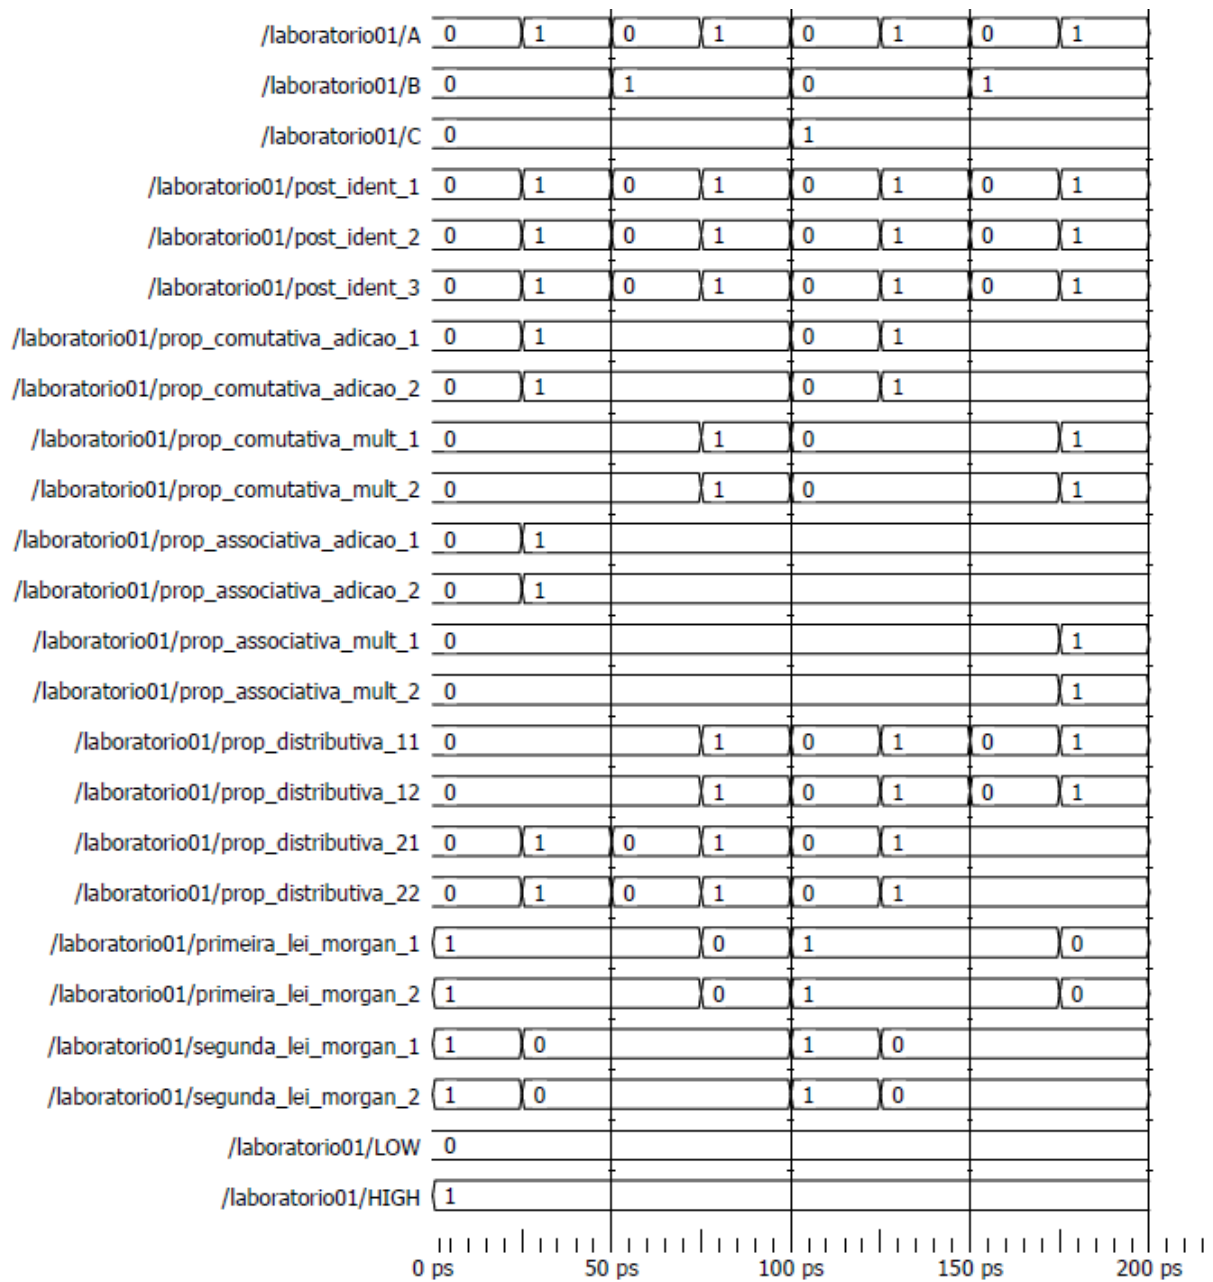 /laboratorio01/A 0 1 0 1 0 1 0 1
/laboratorio01/B 0 1 0 1
/laboratorio01/C 0 1
/laboratorio01/post_ident_1 0 1 0 1 0 1 0 1
/laboratorio01/post_ident_2 0 1 0 1 0 1 0 1
/laboratorio01/post_ident_3 0 1 0 1 0 1 0 1
/laboratorio01/prop_comutativa_adicao_1 0 1 0 1
/laboratorio01/prop_comutativa_adicao_2 0 1 0 1
/laboratorio01/prop_comutativa_mult_1 0 1 0 1
/laboratorio01/prop_comutativa_mult_2 0 1 0 1
/laboratorio01/prop_associativa_adicao_1 0 1
/laboratorio01/prop_associativa_adicao_2 0 1
/laboratorio01/prop_associativa_mult_1 0 1
/laboratorio01/prop_associativa_mult_2 0 1
/laboratorio01/prop_distributiva_11 0 1 0 1 0 1
/laboratorio01/prop_distributiva_12 0 1 0 1 0 1
/laboratorio01/prop_distributiva_21 0 1 0 1 0 1
/laboratorio01/prop_distributiva_22 0 1 0 1 0 1
/laboratorio01/primeira_lei_morgan_1 1 0 1 0
/laboratorio01/primeira_lei_morgan_2 1 0 1 0
/laboratorio01/segunda_lei_morgan_1 1 0 1 0
/laboratorio01/segunda_lei_morgan_2 1 0 1 0
/laboratorio01/LOW 0
/laboratorio01/HIGH 1
0 ps 50 ps 100 ps 150 ps 200 ps